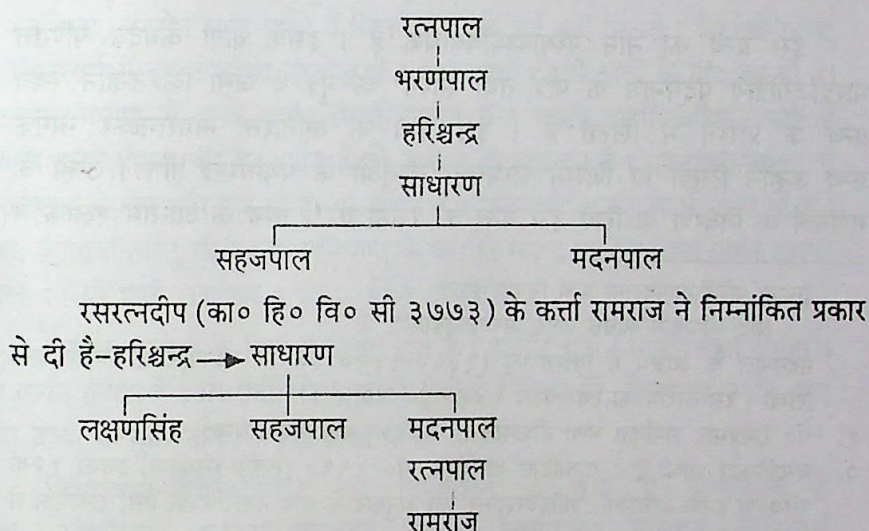 रत्नपाल
भरणपाल
हरिश्चन्द्र
साधारण
सहजपाल मदनपाल
रसरत्नदीप (का० हि० वि० सी ३७७३) के कर्त्ता रामराज ने निम्नांकित प्रकार
से दी है-हरिश्चन्द्र → साधारण
लक्षणसिंह सहजपाल मदनपाल
रत्नपाल
रामराज